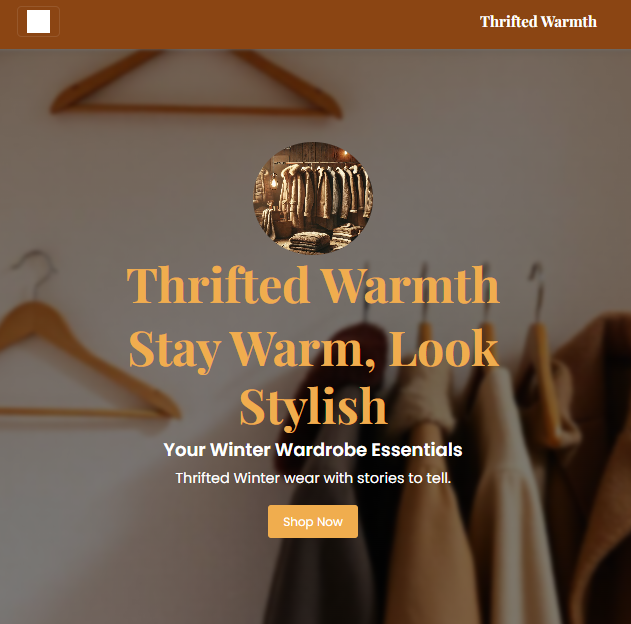 Thrifted Warmth
Thrifted Warmth
Stay Warm, Look
Stylish
Your Winter Wardrobe Essentials
Thrifted Winter wear with stories to tell.
Shop Now